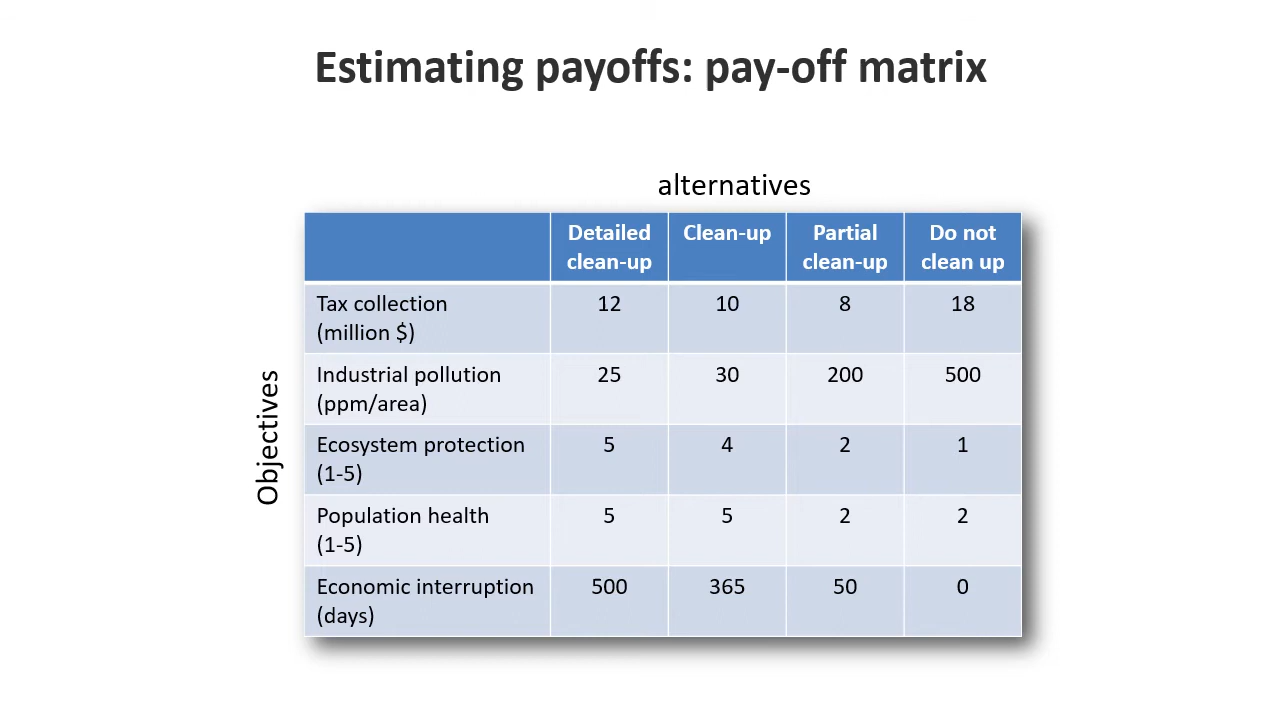 Estimating payoffs: pay-off matrix
alternatives
Objectives
Detailed clean-up Clean-up Partial clean-up Do not clean up
Tax collection (million $) 12 10 8 18
Industrial pollution (ppm/area) 25 30 200 500
Ecosystem protection (1-5) 5 4 2 1
Population health (1-5) 5 5 2 2
Economic interruption (days) 500 365 50 0